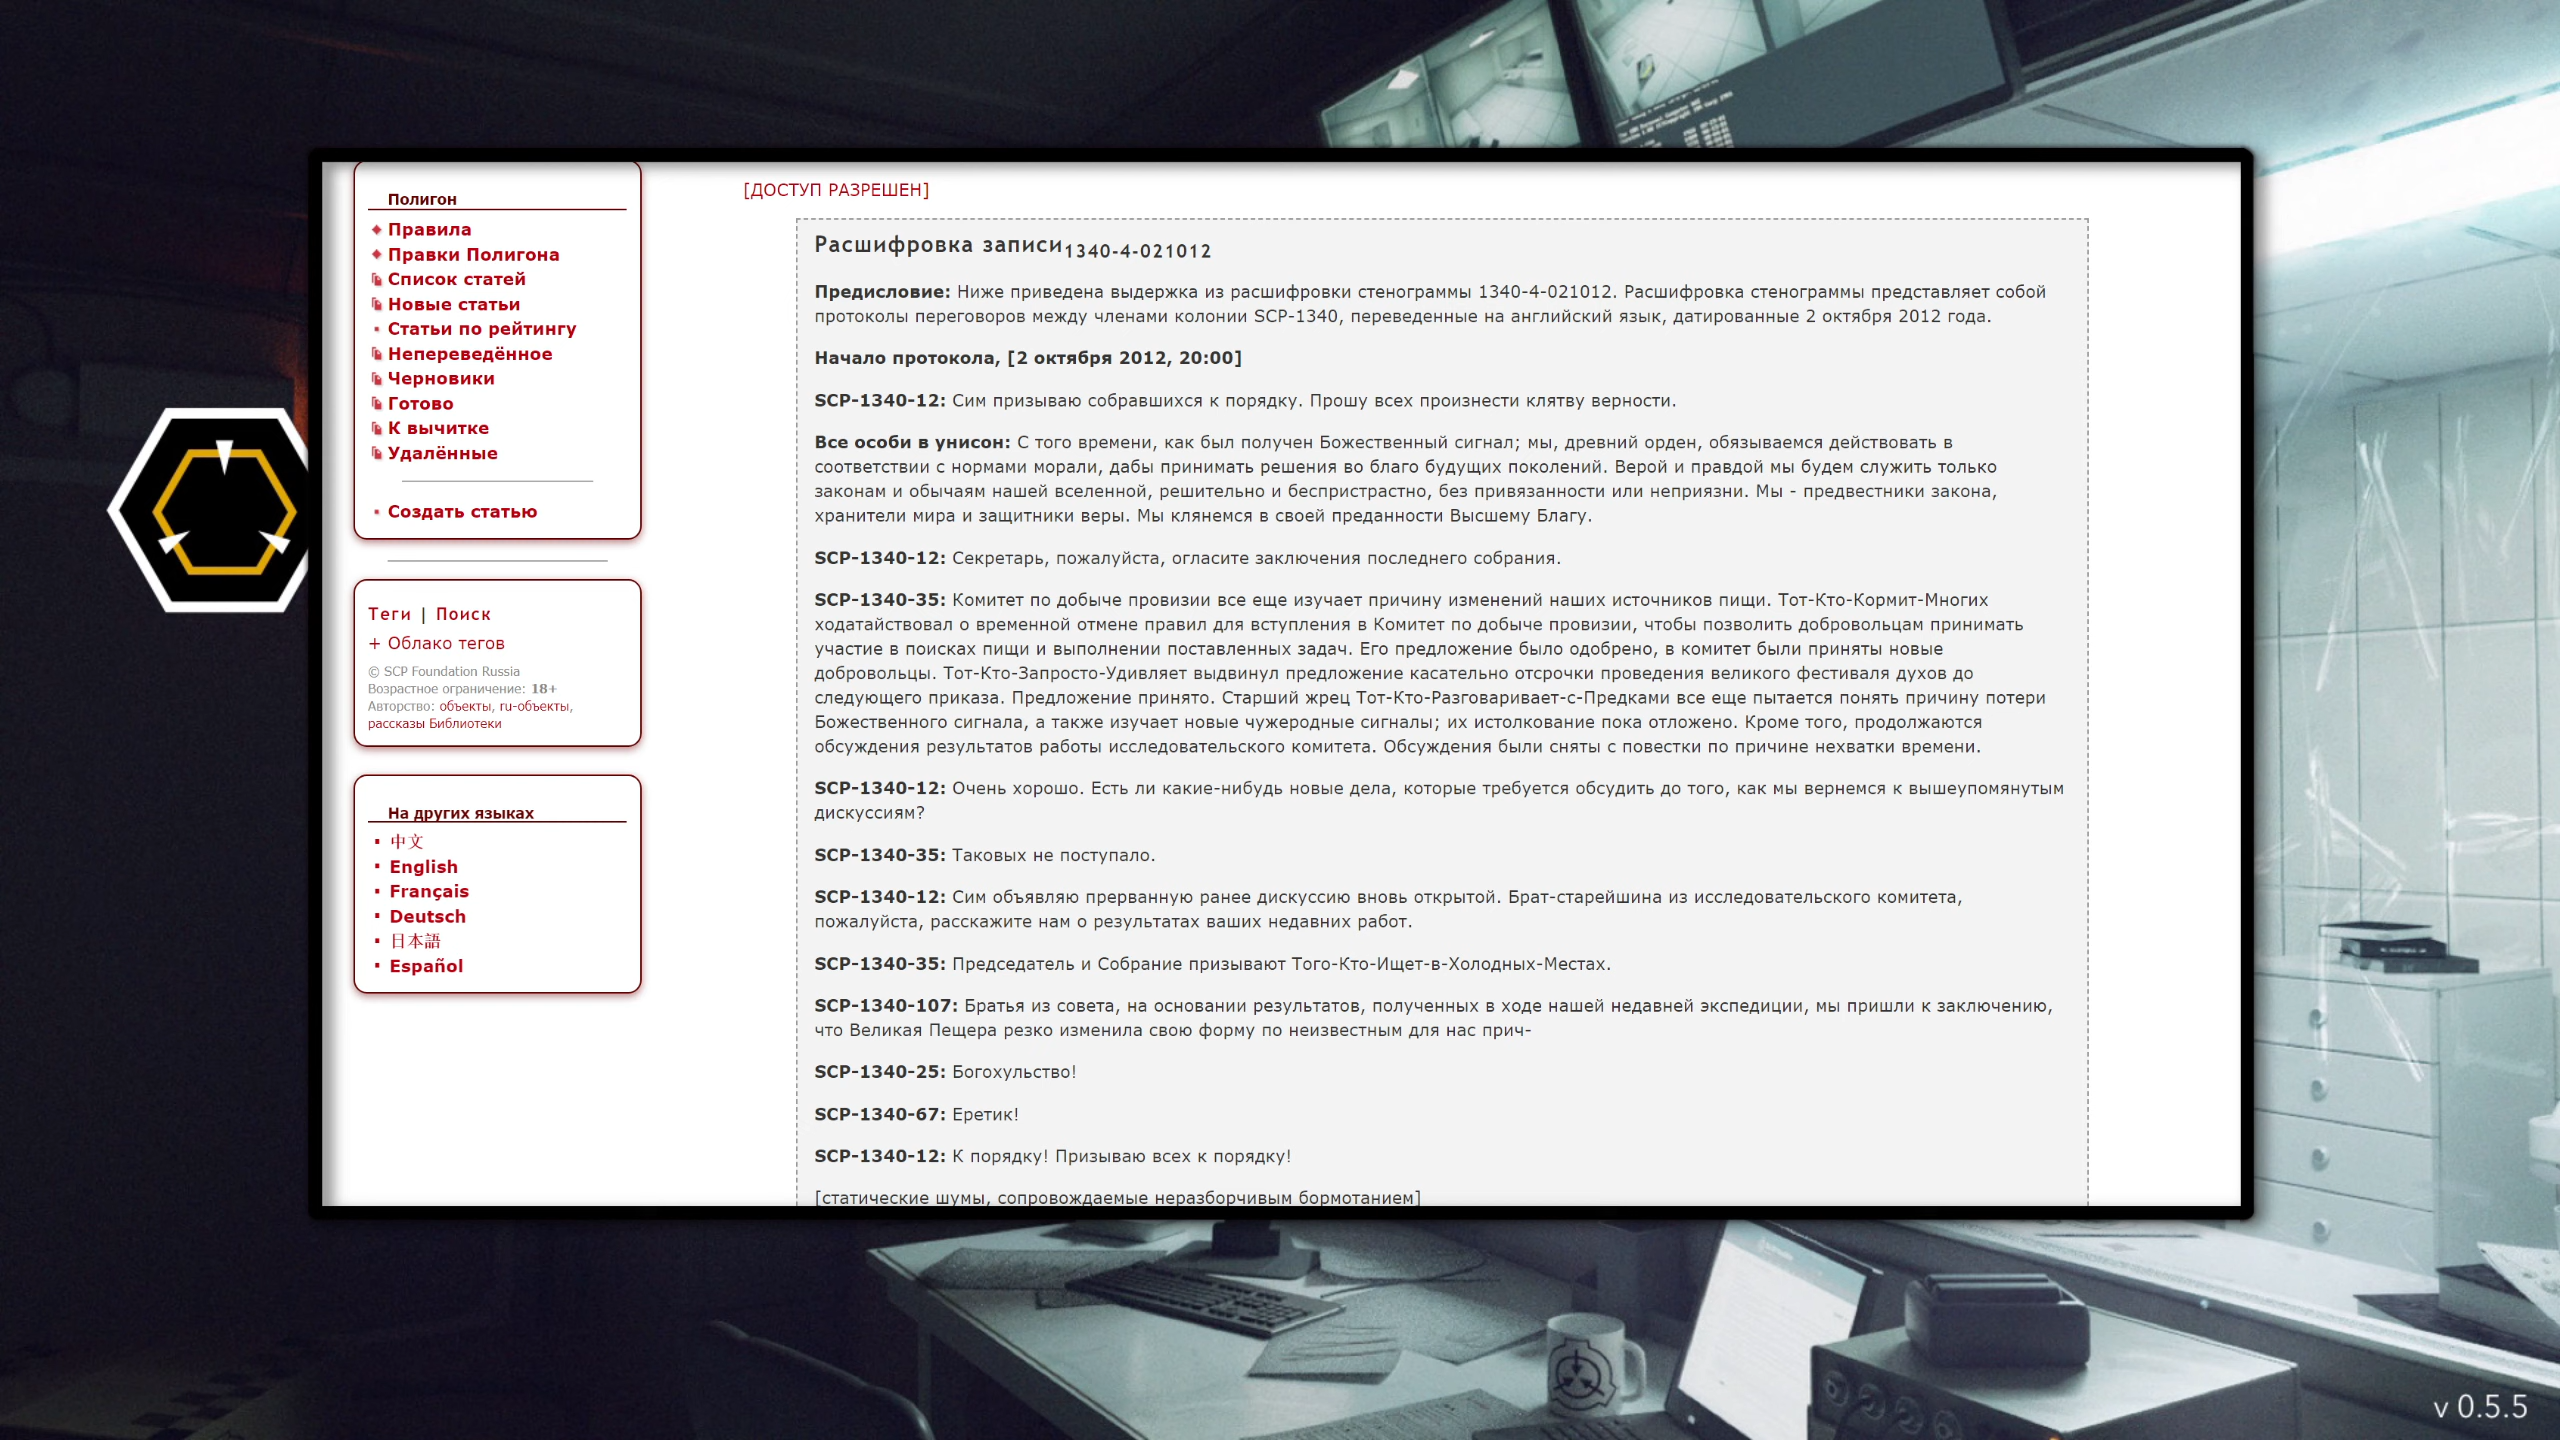 Полигон
Правила
Правки Полигона
Список статей
Новые статьи
Статьи по рейтингу
Непереведённое
Черновики
Готово
К вычитке
Удалённые
Создать статью
Теги | Поиск
+ Облако тегов
© SCP Foundation Russia
Возрастное ограничение: 18+
Авторство: объекты, ru-объекты,
рассказы Библиотеки
На других языках
中文
English
Français
Deutsch
日本語
Español
[ДОСТУП РАЗРЕШЕН]
Расшифровка записи1340-4-021012
Предисловие: Ниже приведена выдержка из расшифровки стенограммы 1340-4-021012. Расшифровка стенограммы представляет собой
протоколы переговоров между членами колонии SCP-1340, переведенные на английский язык, датированные 2 октября 2012 года.
Начало протокола, [2 октября 2012, 20:00]
SCP-1340-12: Сим призываю собравшихся к порядку. Прошу всех произнести клятву верности.
Все особи в унисон: С того времени, как был получен Божественный сигнал; мы, древний орден, обязываемся действовать в
соответствии с нормами морали, дабы принимать решения во благо будущих поколений. Верой и правдой мы будем служить только
законам и обычаям нашей вселенной, решительно и беспристрастно, без привязанности или неприязни. Мы - предвестники закона,
хранители мира и защитники веры. Мы клянемся в своей преданности Высшему Благу.
SCP-1340-12: Секретарь, пожалуйста, огласите заключения последнего собрания.
SCP-1340-35: Комитет по добыче провизии все еще изучает причину изменений наших источников пищи. Тот-Кто-Кормит-Многих
ходатайствовал о временной отмене правил для вступления в Комитет по добыче провизии, чтобы позволить добровольцам принимать
участие в поисках пищи и выполнении поставленных задач. Его предложение было одобрено, в комитет были приняты новые
добровольцы. Тот-Кто-Запросто-Удивляет выдвинул предложение касательно отсрочки проведения великого фестиваля духов до
следующего приказа. Предложение принято. Старший жрец Тот-Кто-Разговаривает-с-Предками все еще пытается понять причину потери
Божественного сигнала, а также изучает новые чужеродные сигналы; их истолкование пока отложено. Кроме того, продолжаются
обсуждения результатов работы исследовательского комитета. Обсуждения были сняты с повестки по причине нехватки времени.
SCP-1340-12: Очень хорошо. Есть ли какие-нибудь новые дела, которые требуется обсудить до того, как мы вернемся к вышеупомянутым
дискуссиям?
SCP-1340-35: Таковых не поступало.
SCP-1340-12: Сим объявляю прерванную ранее дискуссию вновь открытой. Брат-старейшина из исследовательского комитета,
пожалуйста, расскажите нам о результатах ваших недавних работ.
SCP-1340-35: Председатель и Собрание призывают Того-Кто-Ищет-в-Холодных-Местах.
SCP-1340-107: Братья из совета, на основании результатов, полученных в ходе нашей недавней экспедиции, мы пришли к заключению,
что Великая Пещера резко изменила свою форму по неизвестным для нас прич-
SCP-1340-25: Богохульство!
SCP-1340-67: Еретик!
SCP-1340-12: К порядку! Призываю всех к порядку!
[статические шумы, сопровождаемые неразборчивым бормотанием]
v 0.5.5